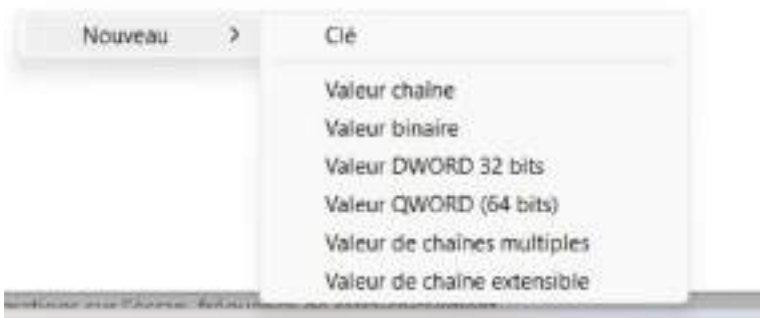 Nouveau
Clé
Valeur chaîne
Valeur binaire
Valeur DWORD 32 bits
Valeur QWORD (64 bits)
Valeur de chaînes multiples
Valeur de chaîne extensible